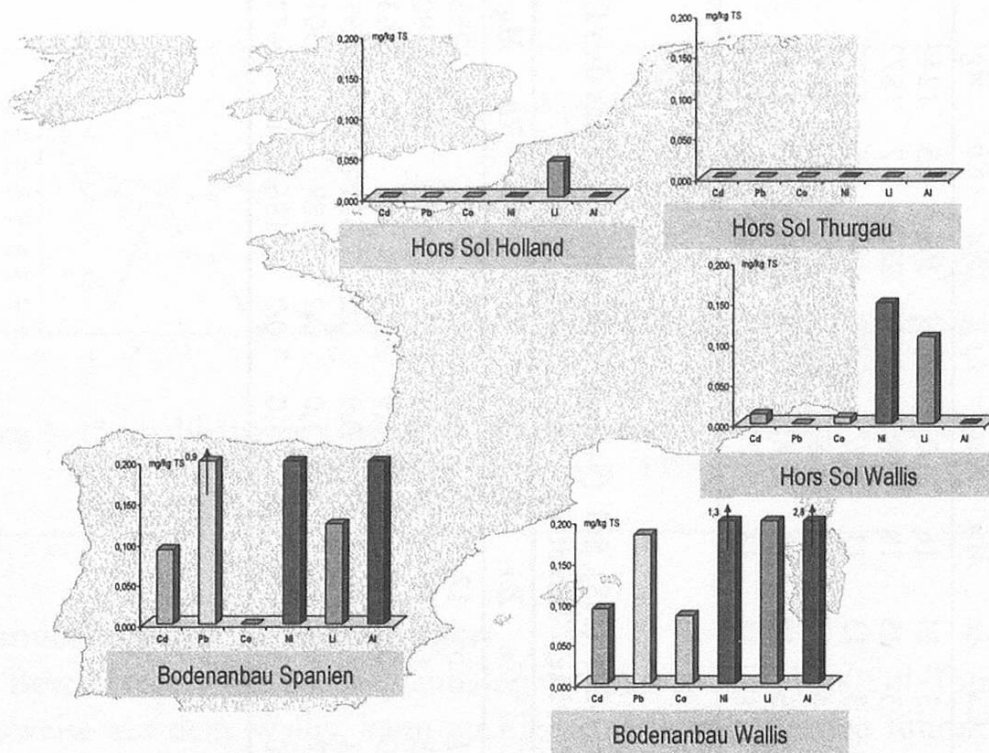 mg/kg TS
0,200
0,150
0,100
0,050
0,000
Cd Pb Co Ni Li Al
Hors Sol Holland
mg/kg TS
0,200
0,150
0,100
0,050
0,000
Cd Pb Co Ni Li Al
Hors Sol Thurgau
mg/kg TS
0,200
0,150
0,100
0,050
0,000
Cd Pb Co Ni Li Al
Hors Sol Wallis
mg/kg TS
0,9
0,200
0,150
0,100
0,050
0,000
Cd Pb Co Ni Li Al
Bodenanbau Spanien
mg/kg TS
1,3
2,8
0,200
0,150
0,100
0,050
0,000
Cd Pb Co Ni Li Al
Bodenanbau Wallis